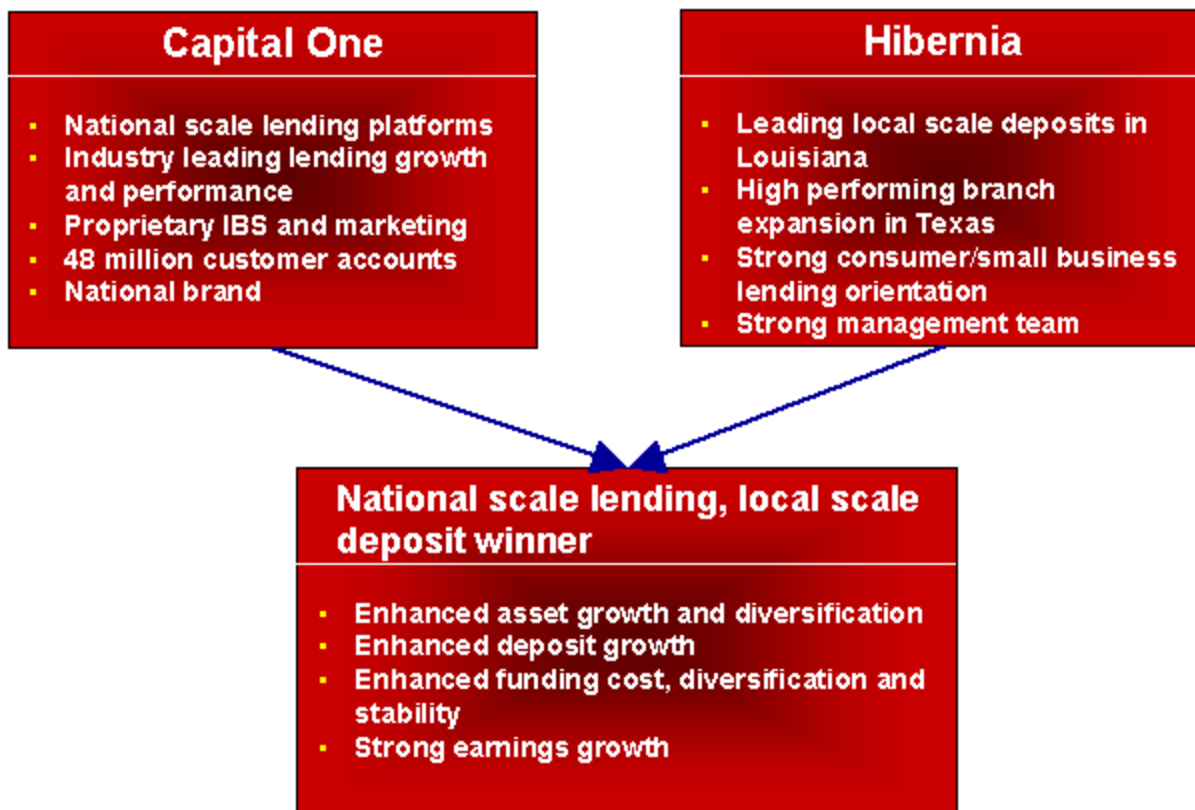 Capital One
National scale lending platforms
Industry leading lending growth
and performance
Proprietary IBS and marketing
48 million customer accounts
National brand
Hibernia
Leading local scale deposits in
Louisiana
High performing branch
expansion in Texas
Strong consumer/small business
lending orientation
Strong management team
National scale lending, local scale
deposit winner
Enhanced asset growth and diversification
Enhanced deposit growth
Enhanced funding cost, diversification and
stability
Strong earnings growth